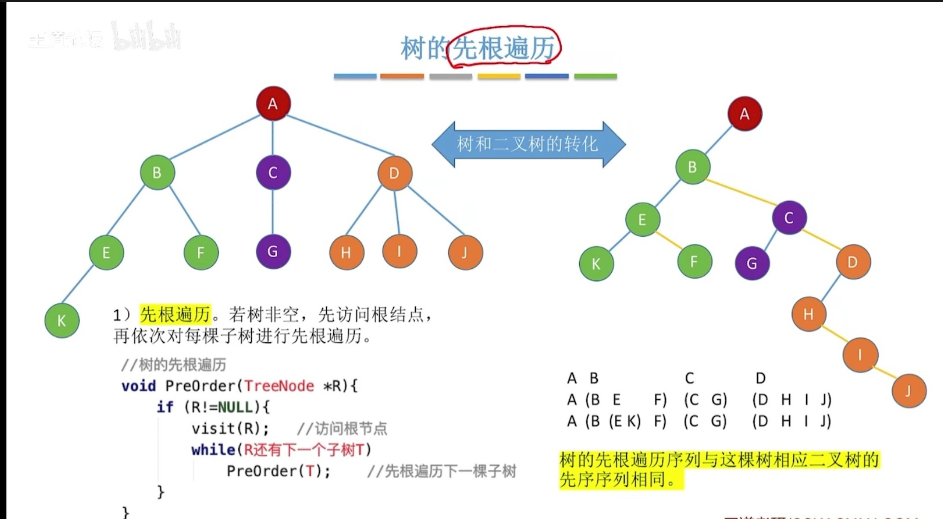 树的先根遍历
A
B
C
D
E
F
G
H
I
J
K
树和二叉树的转化
A
B
E
C
K
F
G
D
H
I
J
1）先根遍历。若树非空，先访问根结点，
再依次对每棵子树进行先根遍历。
//树的先根遍历
void PreOrder(TreeNode *R){
if (R!=NULL){
visit(R); //访问根节点
while(R还有下一个子树T)
PreOrder(T); //先根遍历下一棵子树
}
}
A B C D
A (B E F) (C G) (D H I J)
A (B (E K) F) (C G) (D H I J)
树的先根遍历序列与这棵树相应二叉树的
先序序列相同。